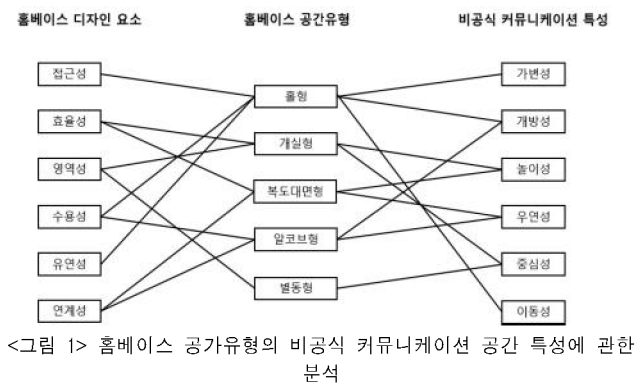 홈베이스 디자인 요소 홈베이스 공간유형 비공식 커뮤니케이션 특성
접근성 홀형 가변성
효율성 개실형 개방성
영역성 복도대면형 놀이성
수용성 알코브형 우연성
유연성 별동형 중심성
연계성 이동성
<그림 1> 홈베이스 공가유형의 비공식 커뮤니케이션 공간 특성에 관한
분석